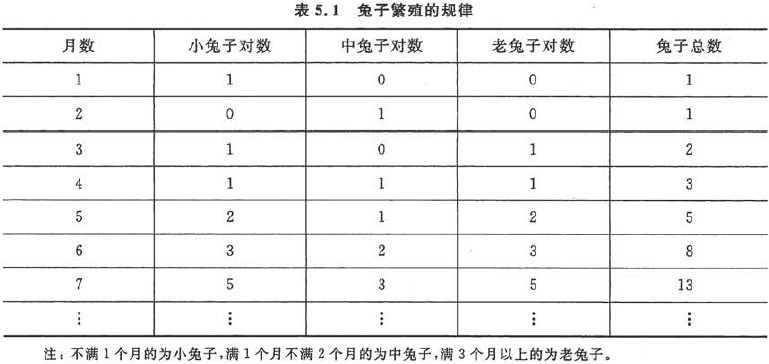 表 5.1 兔子繁殖的规律
月数 小兔子对数 中兔子对数 老兔子对数 兔子总数
1 1 0 0 1
2 0 1 0 1
3 1 0 1 2
4 1 1 1 3
5 2 1 2 5
6 3 2 3 8
7 5 3 5 13
⋮ ⋮ ⋮ ⋮ ⋮
注：不满 1 个月的为小兔子，满 1 个月不满 2 个月的为中兔子，满 3 个月以上的为老兔子。